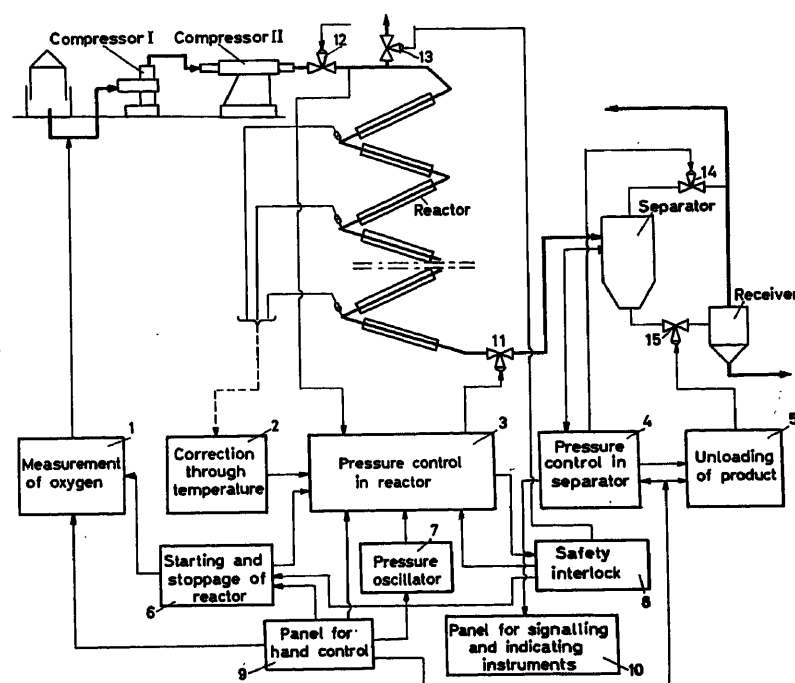 Compressor I
Compressor II
12
13
Reactor
14
Separator
Receiver
15
11
1
Measurement
of oxygen
2
Correction
through
temperature
3
Pressure control
in reactor
4
Pressure
control in
separator
5
Unloading
of product
7
Pressure
oscillator
Starting and
stoppage of
reactor
6
Safety
interlock
8
Panel for
hand control
9
Panel for signalling
and indicating
instruments
10